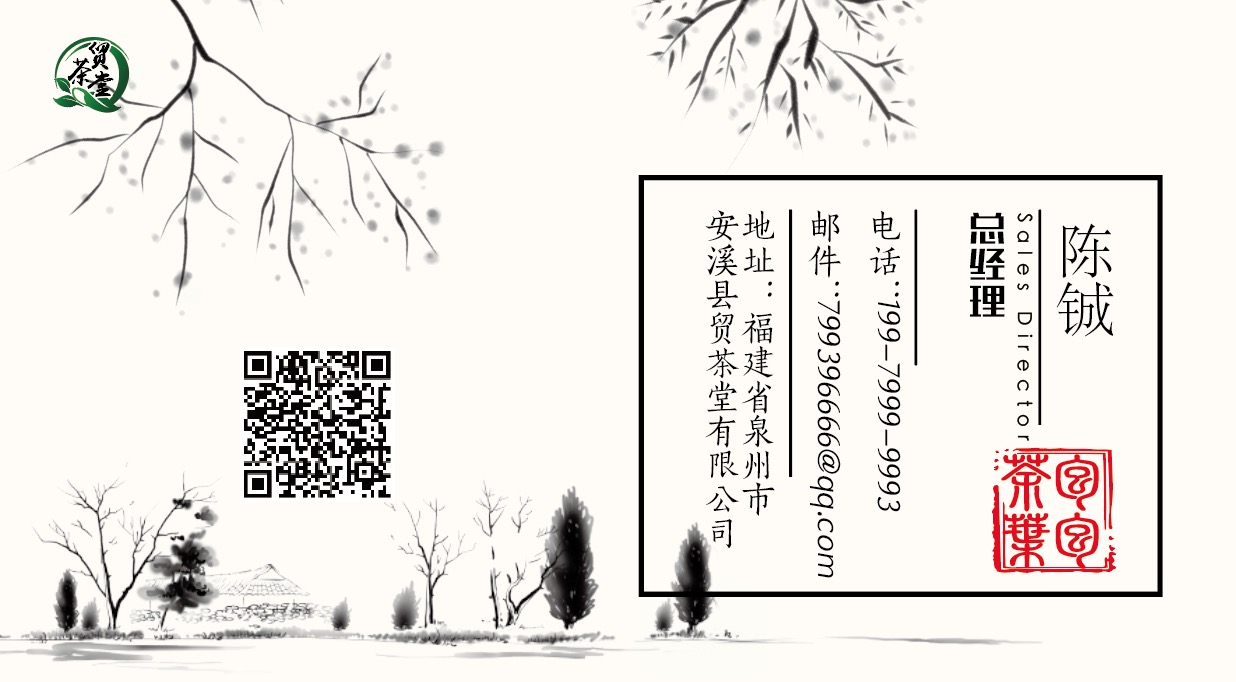 贸茶堂
陈铖
Sales Director
总经理
电话：199-7999-9993
邮件：799396666@qq.com
地址：福建省泉州市
安溪县贸茶堂有限公司
茶葉